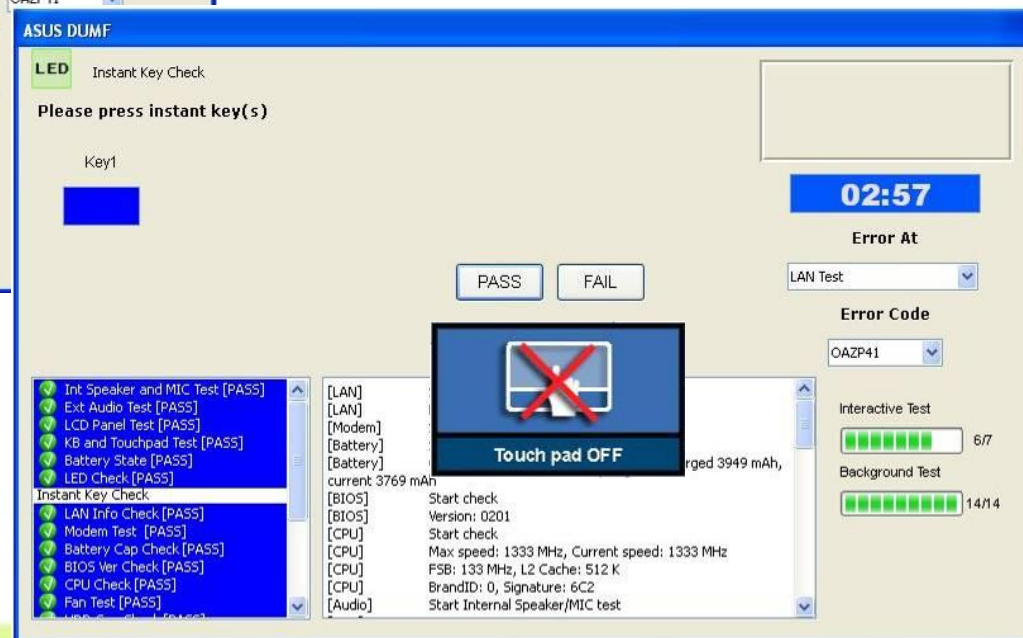 ASUS DUMF
LED Instant Key Check
Please press instant key(s)
Key1
02:57
Error At
PASS FAIL
LAN Test
Error Code
OAZP41
Int Speaker and MIC Test [PASS]
Ext Audio Test [PASS]
LCD Panel Test [PASS]
KB and Touchpad Test [PASS]
Battery State [PASS]
LED Check [PASS]
Instant Key Check
LAN Info Check [PASS]
Modem Test [PASS]
Battery Cap Check [PASS]
BIOS Ver Check [PASS]
CPU Check [PASS]
Fan Test [PASS]
[LAN]
[LAN]
[Modem]
[Battery]
[Battery] rged 3949 mAh,
current 3769 mAh
[BIOS] Start check
[BIOS] Version: 0201
[CPU] Start check
[CPU] Max speed: 1333 MHz, Current speed: 1333 MHz
[CPU] FSB: 133 MHz, L2 Cache: 512 K
[CPU] BrandID: 0, Signature: 6C2
[Audio] Start Internal Speaker/MIC test
Touch pad OFF
Interactive Test
6/7
Background Test
14/14